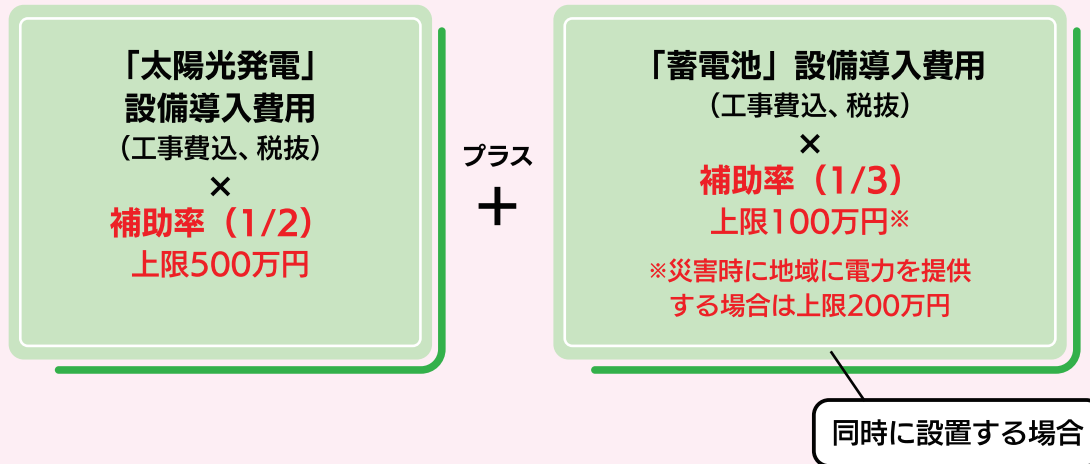 「太陽光発電」
設備導入費用
（工事費込、税抜）
×
補助率（1/2）
上限500万円
プラス
＋
「蓄電池」設備導入費用
（工事費込、税抜）
×
補助率（1/3）
上限100万円※
※災害時に地域に電力を提供
する場合は上限200万円
同時に設置する場合